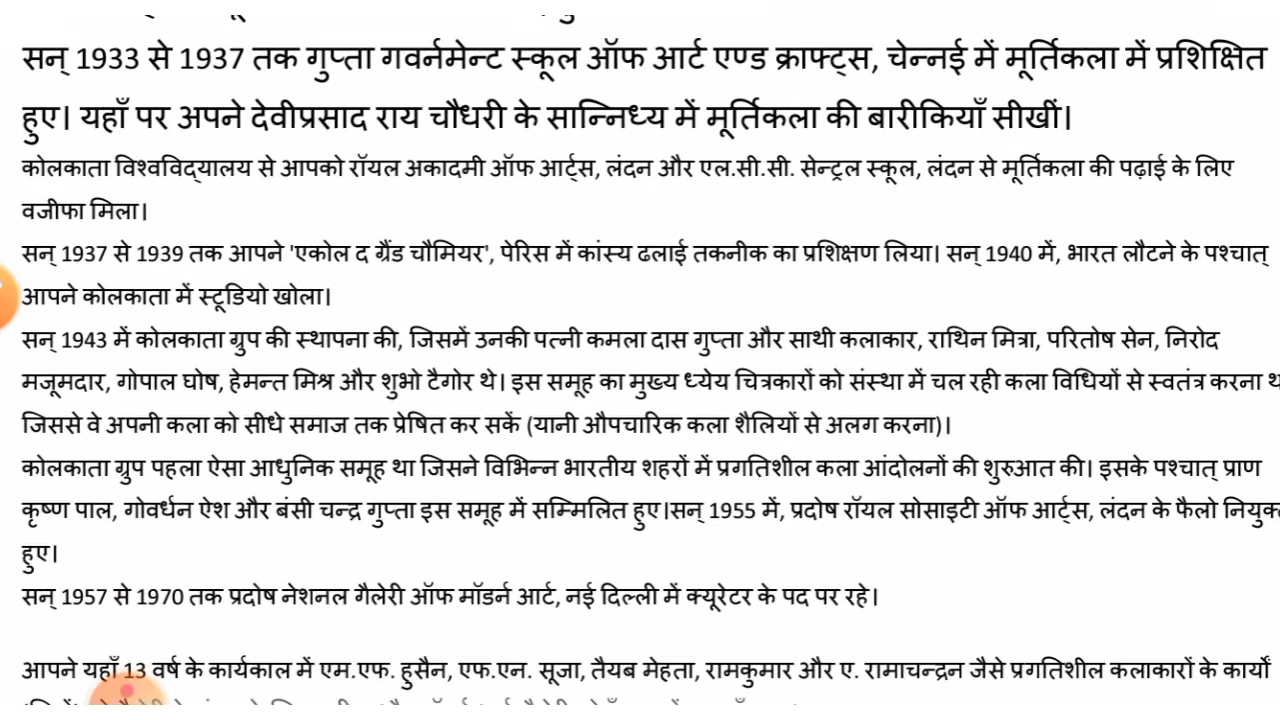 सन् 1933 से 1937 तक गुप्ता गवर्नमेन्ट स्कूल ऑफ आर्ट एण्ड क्राफ्ट्स, चेन्नई में मूर्तिकला में प्रशिक्षित
हुए। यहाँ पर अपने देवीप्रसाद राय चौधरी के सान्निध्य में मूर्तिकला की बारीकियाँ सीखीं।
कोलकाता विश्वविद्यालय से आपको रॉयल अकादमी ऑफ आर्ट्स, लंदन और एल.सी.सी. सेन्ट्रल स्कूल, लंदन से मूर्तिकला की पढ़ाई के लिए
वजीफा मिला।
सन् 1937 से 1939 तक आपने 'एकोल द ग्रैंड चौमियर', पेरिस में कांस्य ढलाई तकनीक का प्रशिक्षण लिया। सन् 1940 में, भारत लौटने के पश्चात्
आपने कोलकाता में स्टूडियो खोला।
सन् 1943 में कोलकाता ग्रुप की स्थापना की, जिसमें उनकी पत्नी कमला दास गुप्ता और साथी कलाकार, राथिन मित्रा, परितोष सेन, निरोद
मजूमदार, गोपाल घोष, हेमन्त मिश्र और शुभो टैगोर थे। इस समूह का मुख्य ध्येय चित्रकारों को संस्था में चल रही कला विधियों से स्वतंत्र करना
जिससे वे अपनी कला को सीधे समाज तक प्रेषित कर सकें (यानी औपचारिक कला शैलियों से अलग करना)।
कोलकाता ग्रुप पहला ऐसा आधुनिक समूह था जिसने विभिन्न भारतीय शहरों में प्रगतिशील कला आंदोलनों की शुरुआत की। इसके पश्चात् प्राण
कृष्ण पाल, गोवर्धन ऐश और बंसी चन्द्र गुप्ता इस समूह में सम्मिलित हुए।सन् 1955 में, प्रदोष रॉयल सोसाइटी ऑफ आर्ट्स, लंदन के फैलो नियुक्त
हुए।
सन् 1957 से 1970 तक प्रदोष नेशनल गैलेरी ऑफ मॉडर्न आर्ट, नई दिल्ली में क्यूरेटर के पद पर रहे।
आपने यहाँ 13 वर्ष के कार्यकाल में एम.एफ. हुसैन, एफ.एन. सूजा, तैयब मेहता, रामकुमार और ए. रामाचन्द्रन जैसे प्रगतिशील कलाकारों के कार्यों